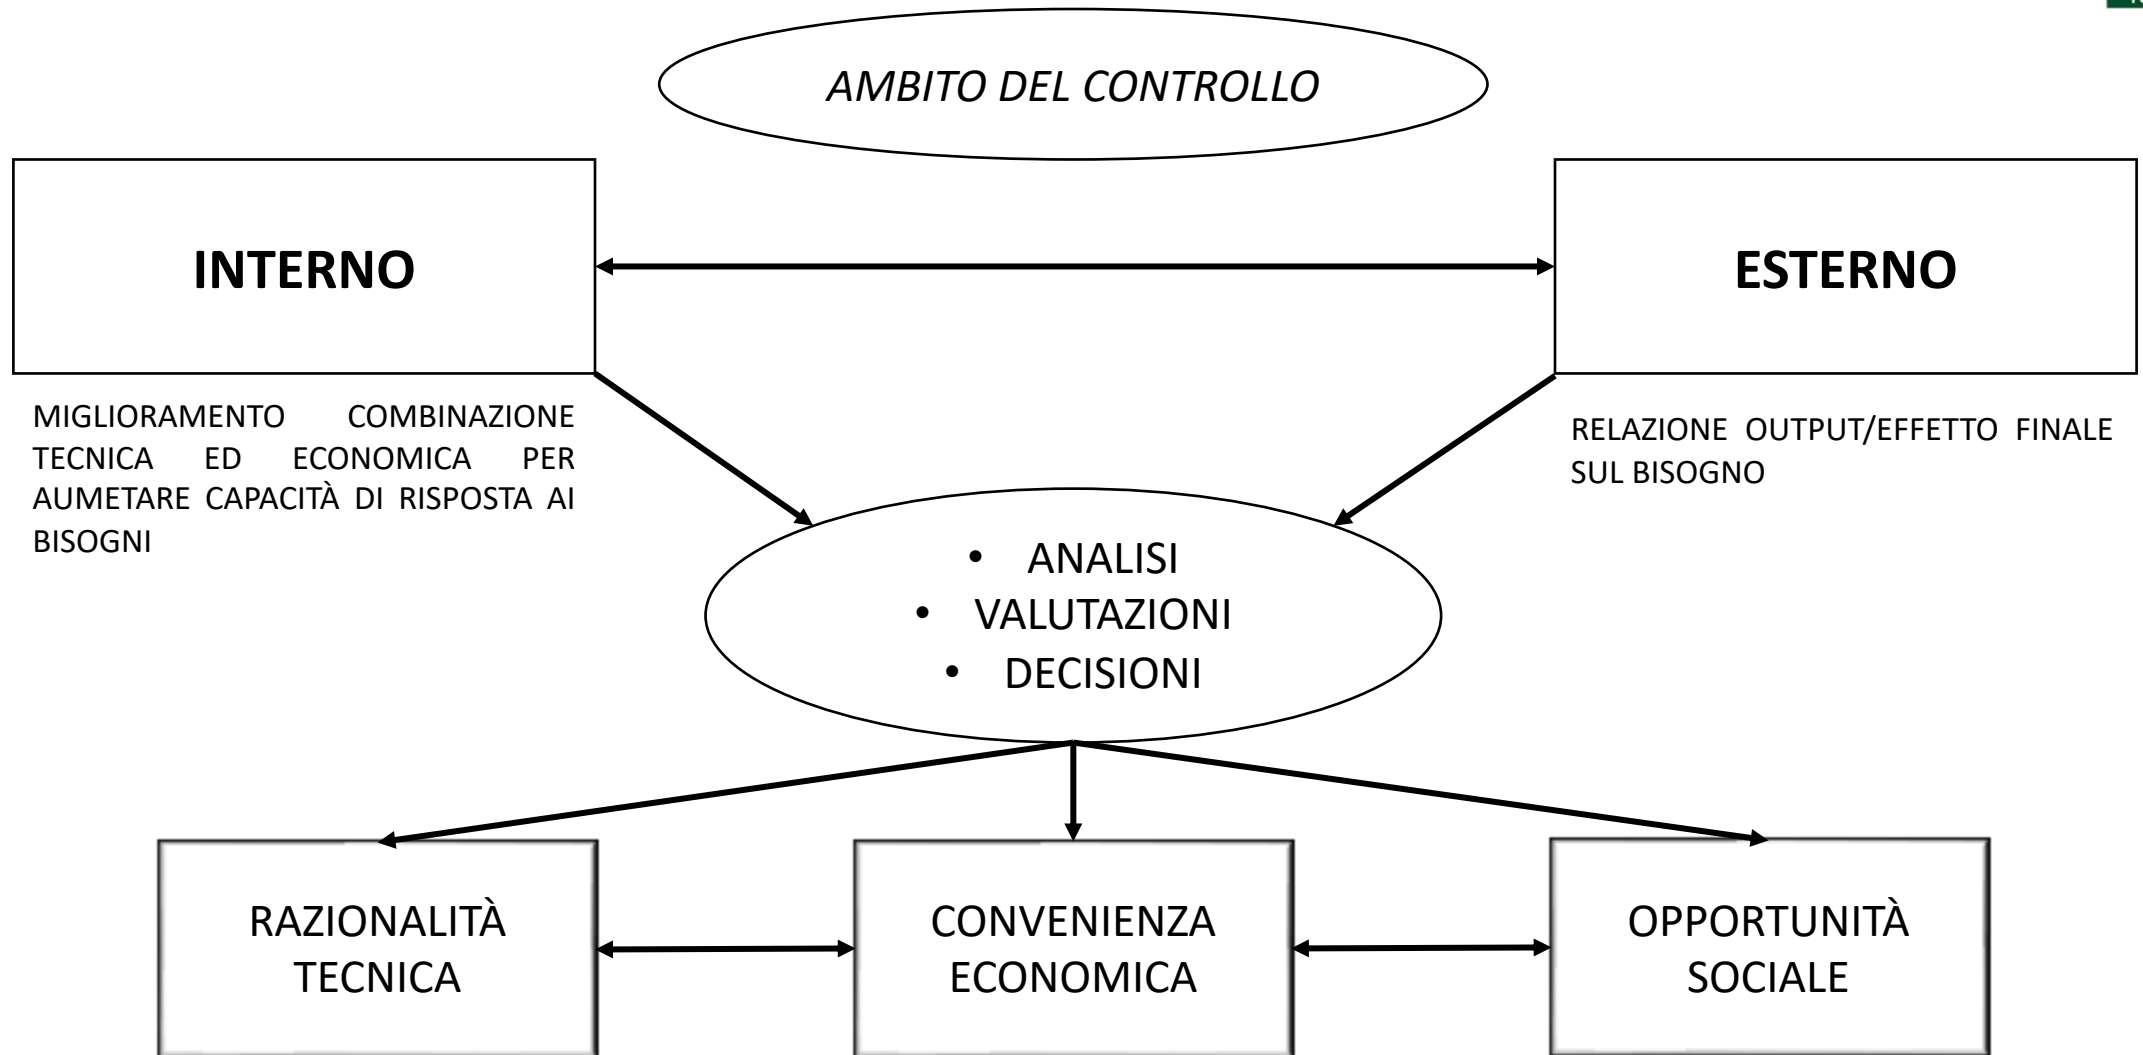 AMBITO DEL CONTROLLO
INTERNO
ESTERNO
MIGLIORAMENTO COMBINAZIONE
TECNICA ED ECONOMICA PER
AUMETARE CAPACITÀ DI RISPOSTA AI
BISOGNI
RELAZIONE OUTPUT/EFFETTO FINALE
SUL BISOGNO
• ANALISI
• VALUTAZIONI
• DECISIONI
RAZIONALITÀ
TECNICA
CONVENIENZA
ECONOMICA
OPPORTUNITÀ
SOCIALE